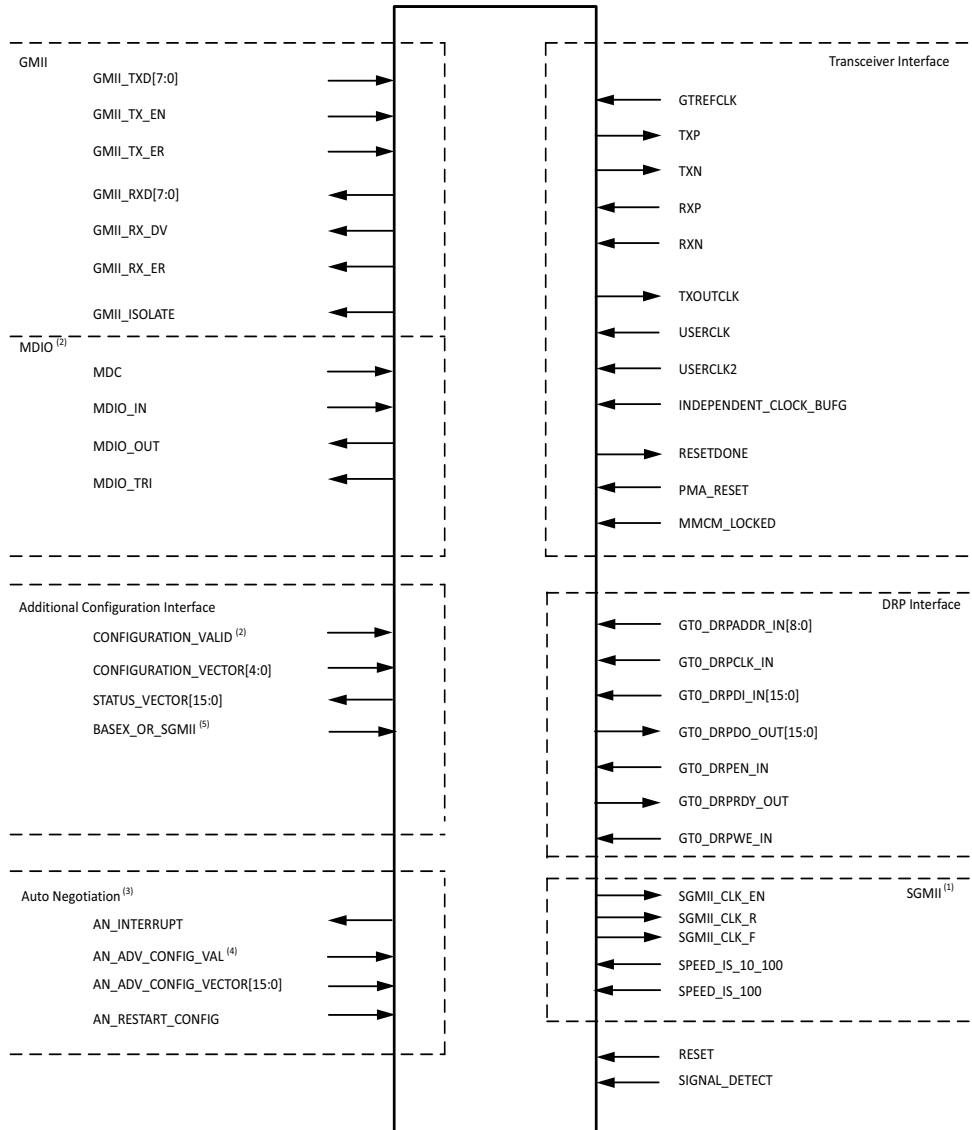 GMII
GMII_TXD[7:0]
GMII_TX_EN
GMII_TX_ER
GMII_RXD[7:0]
GMII_RX_DV
GMII_RX_ER
GMII_ISOLATE
MDIO (2)
MDC
MDIO_IN
MDIO_OUT
MDIO_TRI
Additional Configuration Interface
CONFIGURATION_VALID (2)
CONFIGURATION_VECTOR[4:0]
STATUS_VECTOR[15:0]
BASEX_OR_SGMII (5)
Auto Negotiation (3)
AN_INTERRUPT
AN_ADV_CONFIG_VAL (4)
AN_ADV_CONFIG_VECTOR[15:0]
AN_RESTART_CONFIG
Transceiver Interface
GTREFCLK
TXP
TXN
RXP
RXN
TXOUTCLK
USERCLK
USERCLK2
INDEPENDENT_CLOCK_BUFG
RESETDONE
PMA_RESET
MMCM_LOCKED
DRP Interface
GT0_DRPADDR_IN[8:0]
GT0_DRPCLK_IN
GT0_DRPDI_IN[15:0]
GT0_DRPDO_OUT[15:0]
GT0_DRPEN_IN
GT0_DRPRDY_OUT
GT0_DRPWE_IN
SGMII (1)
SGMII_CLK_EN
SGMII_CLK_R
SGMII_CLK_F
SPEED_IS_10_100
SPEED_IS_100
RESET
SIGNAL_DETECT